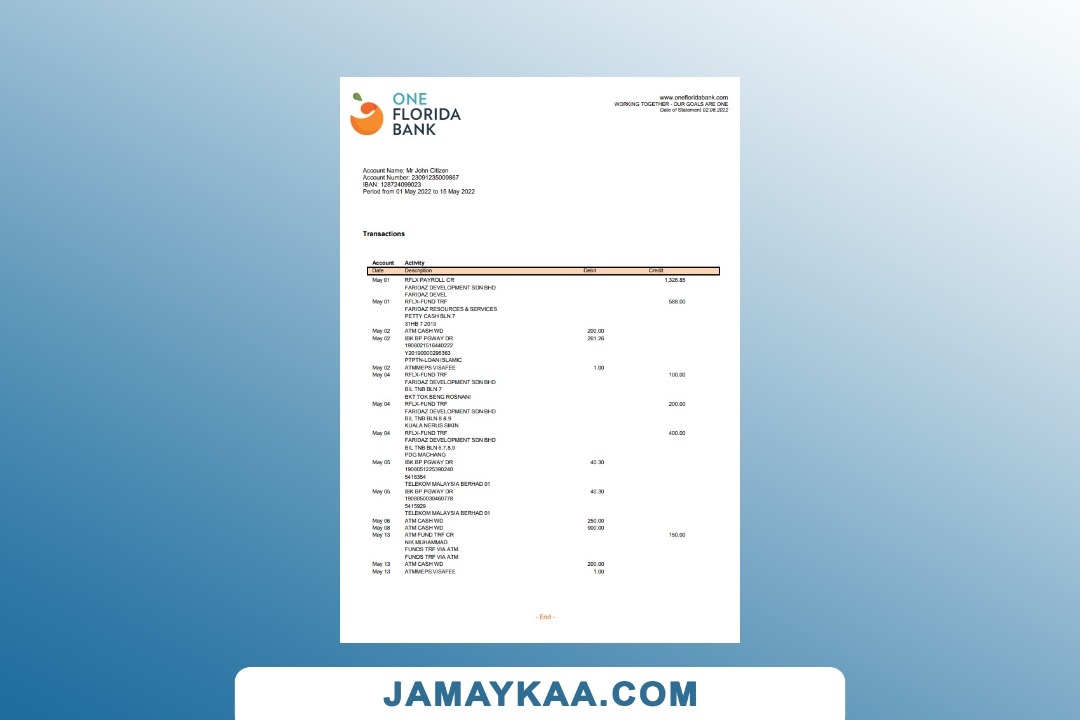 ONE
FLORIDA
BANK
www.onefloridabank.com
WORKING TOGETHER - OUR GOALS ARE ONE
Date of Statement 02.06.2022
Account Name: Mr John Citizen
Account Number: 23091235009867
IBAN: 128724099023
Period from 01 May 2022 to 15 May 2022
Transactions
Account Activity
Date Description Debit Credit
May 01 RFLX PAYROLL CR 1,326.85
FARIDAZ DEVELOPMENT SDN BHD
FARIDAZ DEVEL
May 01 RFLX-FUND TRF 588.00
FARIDAZ RESOURCES & SERVICES
PETTY CASH BLN 7
31HB 7 2019
May 02 ATM CASH WD 200.00
May 02 IBK BP PGWAY DR 261.26
1908021516440222
Y20190000296363
PTPTN-LOAN ISLAMIC
May 02 ATMMEPS VISAFEE 1.00
May 04 RFLX-FUND TRF 100.00
FARIDAZ DEVELOPMENT SDN BHD
BIL TNB BLN 7
BKT TOK BENG ROSNANI
May 04 RFLX-FUND TRF 200.00
FARIDAZ DEVELOPMENT SDN BHD
BIL TNB BLN 8 & 9
KUALA NERUS SIKIN
May 04 RFLX-FUND TRF 400.00
FARIDAZ DEVELOPMENT SDN BHD
BIL TNB BLN 6,7,8,9
PDG MACHANG
May 05 IBK BP PGWAY DR 40.30
1908051225390240
5416384
TELEKOM MALAYSIA BERHAD 01
May 05 IBK BP PGWAY DR 40.30
1908050030460778
5415929
TELEKOM MALAYSIA BERHAD 01
May 06 ATM CASH WD 250.00
May 08 ATM CASH WD 900.00
May 13 ATM FUND TRF CR 150.00
NIK MUHAMMAD
FUNDS TRF VIA ATM
FUNDS TRF VIA ATM
May 13 ATM CASH WD 200.00
May 13 ATMMEPS VISAFEE 1.00
- End -
JAMAYKAA.COM